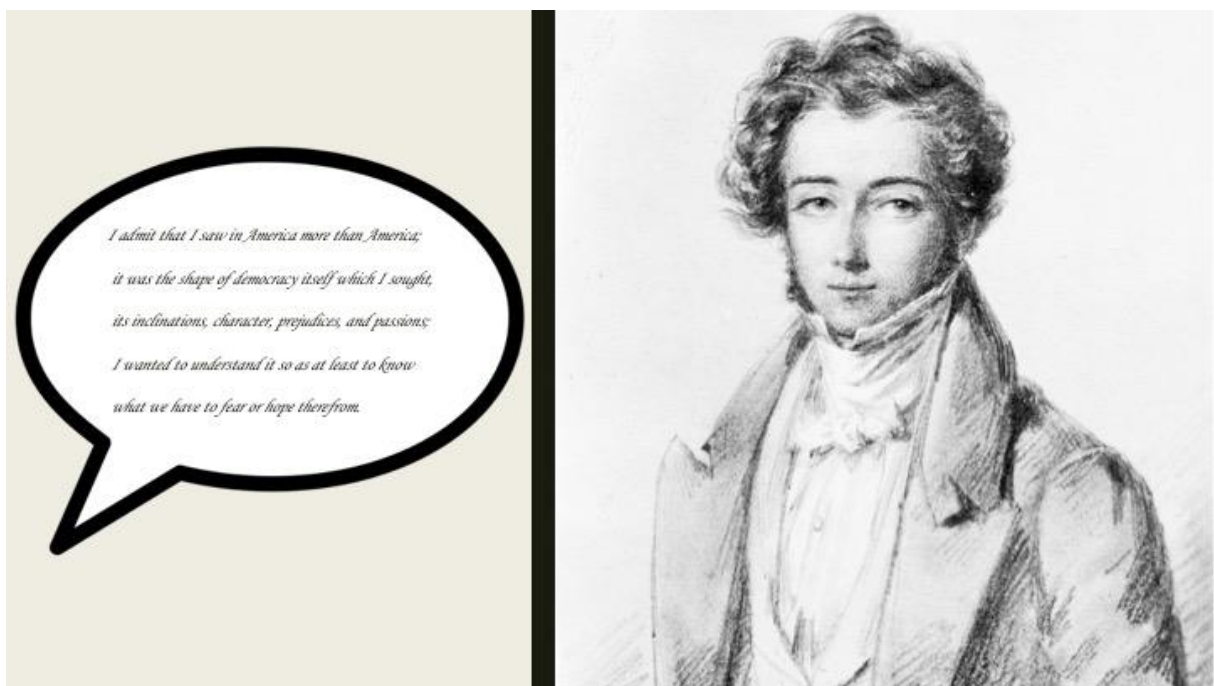 I admit that I saw in America more than America;
it was the shape of democracy itself which I sought,
its inclinations, character, prejudices, and passions;
I wanted to understand it so as at least to know
what we have to fear or hope therefrom.